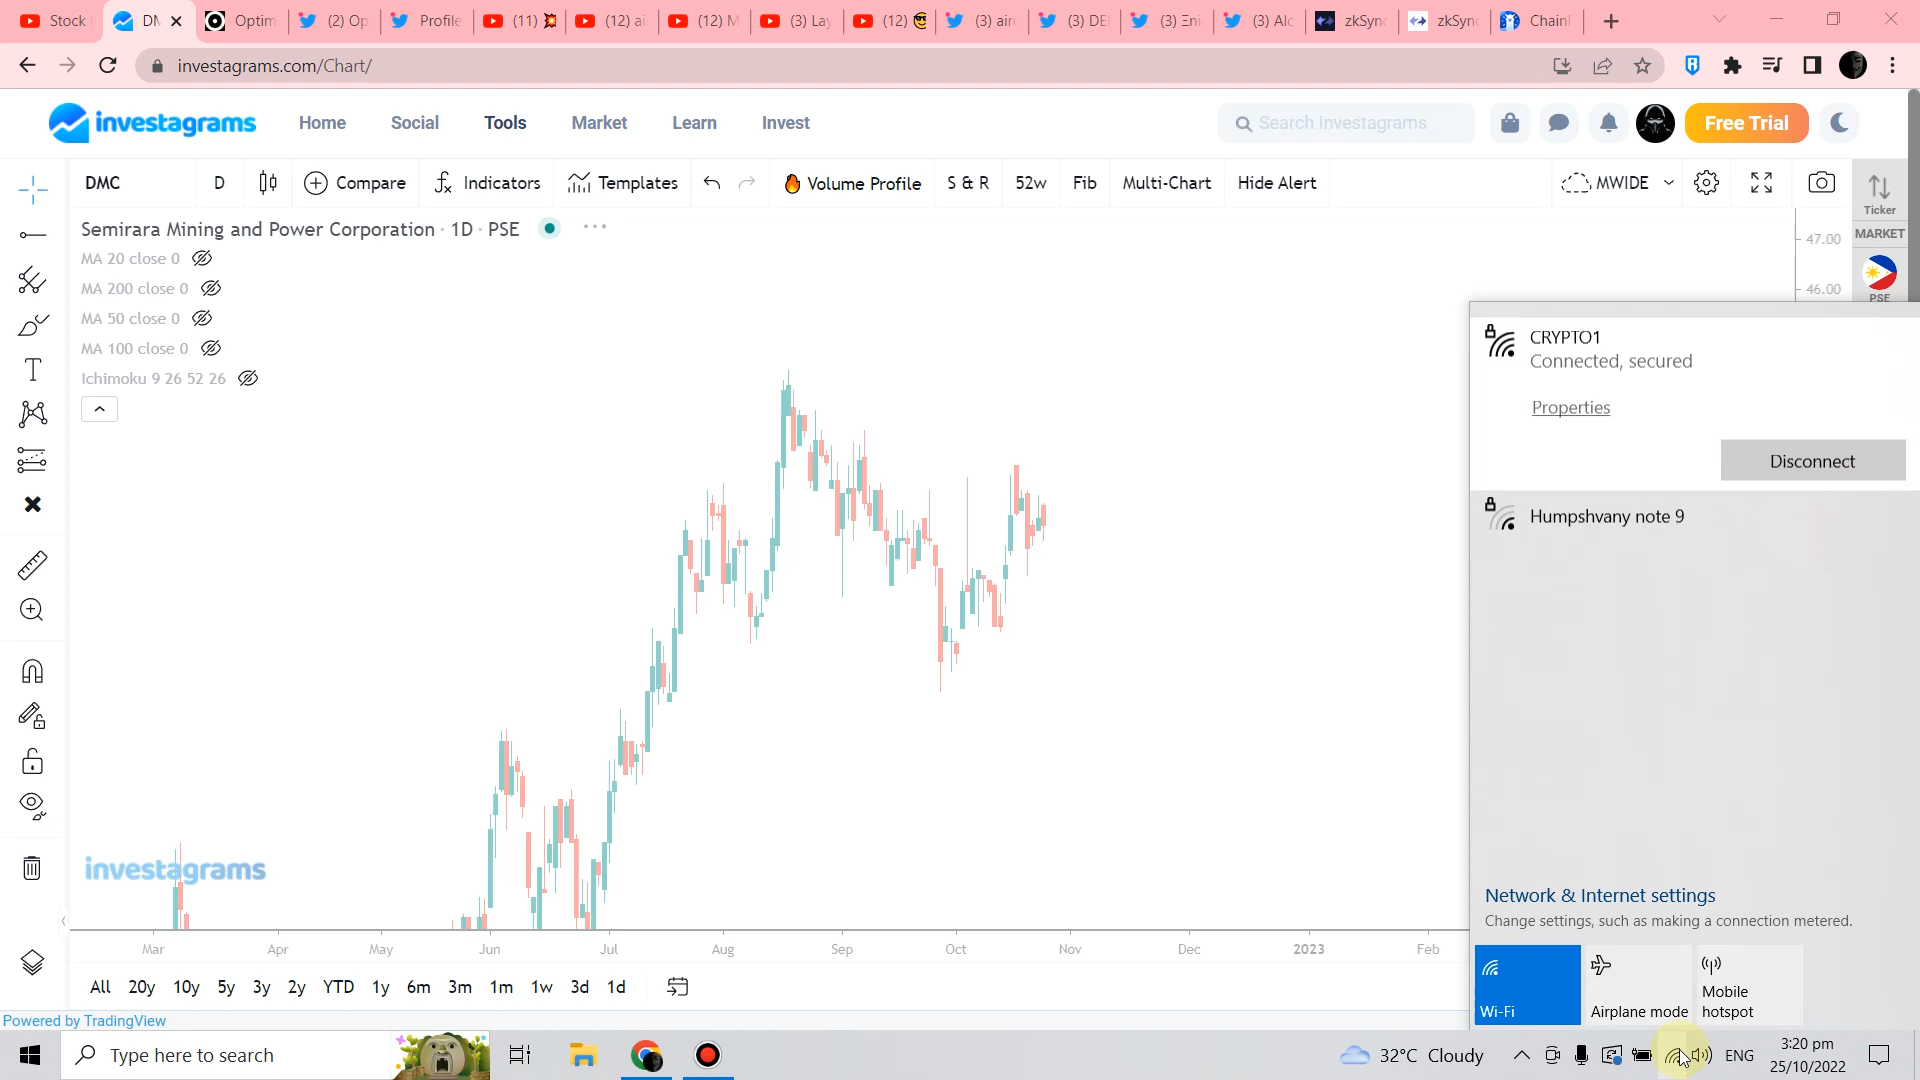 Stock
DM
Optim
(2) Op
Profile
(11)
(12) ai
(12) M
(3) Lay
(12)
(3) airc
(3) DE
(3) Eni
(3) Alc
zkSync
zkSync
Chainl
investagrams.com/Chart/
investagrams
Home
Social
Tools
Market
Learn
Invest
Search Investagrams
Free Trial
DMC
D
Compare
Indicators
Templates
Volume Profile
S & R
52w
Fib
Multi-Chart
Hide Alert
MWIDE
Ticker
MARKET
PSE
Semirara Mining and Power Corporation · 1D · PSE
MA 20 close 0
MA 200 close 0
MA 50 close 0
MA 100 close 0
Ichimoku 9 26 52 26
47.00
46.00
CRYPTO1
Connected, secured
Properties
Disconnect
Humpshvany note 9
Network & Internet settings
Change settings, such as making a connection metered.
Wi-Fi
Airplane mode
Mobile
hotspot
investagrams
Mar
Apr
May
Jun
Jul
Aug
Sep
Oct
Nov
Dec
2023
Feb
All
20y
10y
5y
3y
2y
YTD
1y
6m
3m
1m
1w
3d
1d
Powered by TradingView
Type here to search
32°C Cloudy
ENG
3:20 pm
25/10/2022